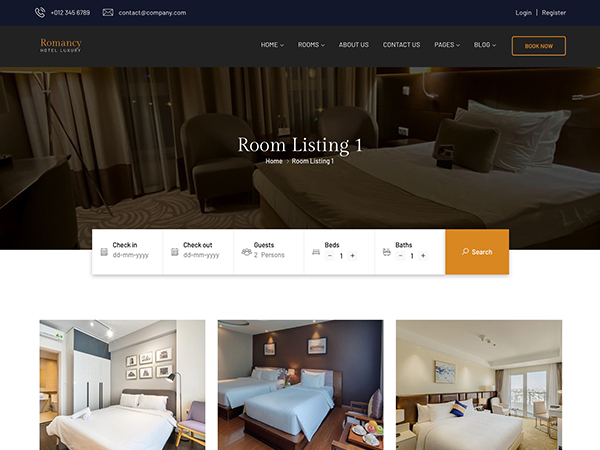 +012 345 6789
contact@company.com
Login | Register
Romancy
HOTEL LUXURY
HOME
ROOMS
ABOUT US
CONTACT US
PAGES
BLOG
BOOK NOW
Room Listing 1
Home > Room Listing 1
Check in
dd-mm-yyyy
Check out
dd-mm-yyyy
Guests
2 Persons
Beds
− 1 +
Baths
− 1 +
Search